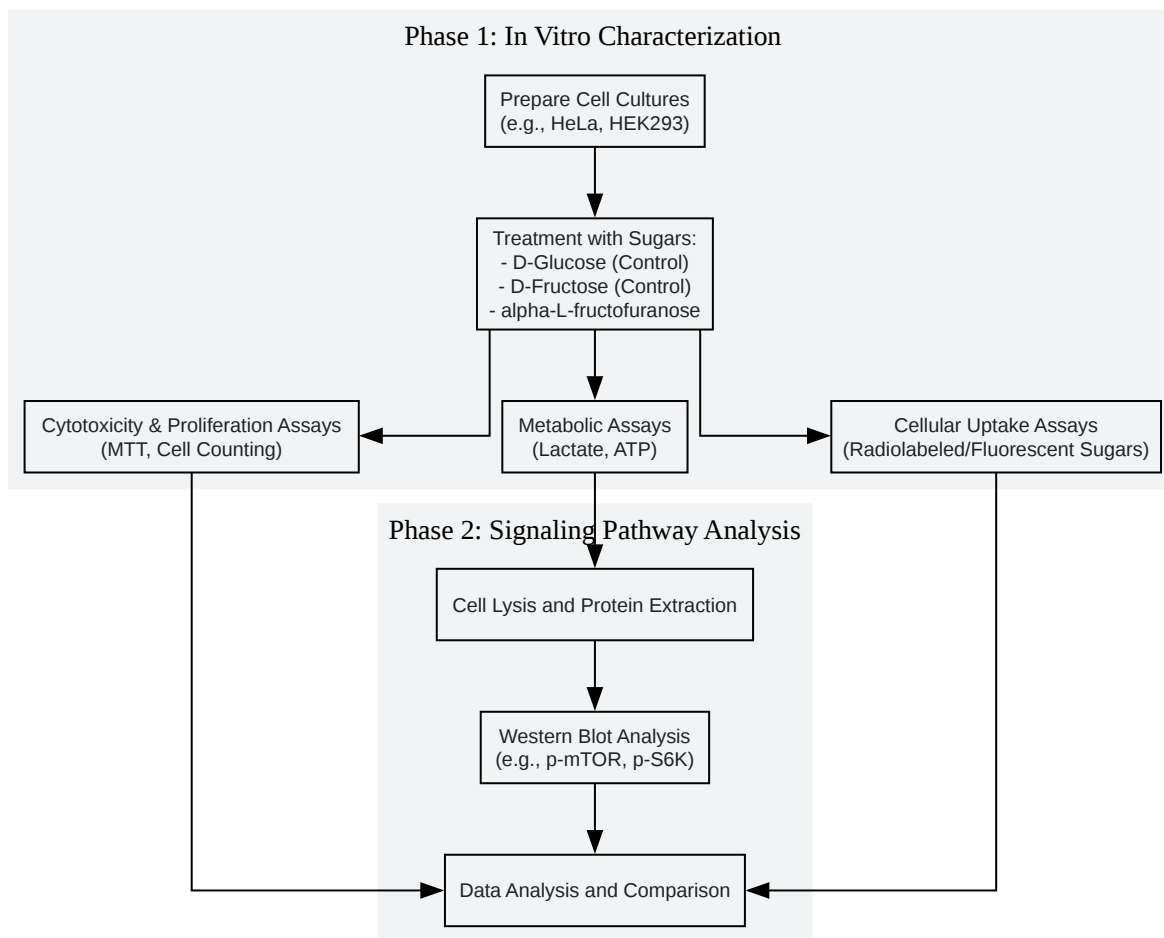 Phase 1: In Vitro Characterization
Prepare Cell Cultures
(e.g., HeLa, HEK293)
Treatment with Sugars:
- D-Glucose (Control)
- D-Fructose (Control)
- alpha-L-fructofuranose
Cytotoxicity & Proliferation Assays
(MTT, Cell Counting)
Metabolic Assays
(Lactate, ATP)
Cellular Uptake Assays
(Radiolabeled/Fluorescent Sugars)
Phase 2: Signaling Pathway Analysis
Cell Lysis and Protein Extraction
Western Blot Analysis
(e.g., p-mTOR, p-S6K)
Data Analysis and Comparison